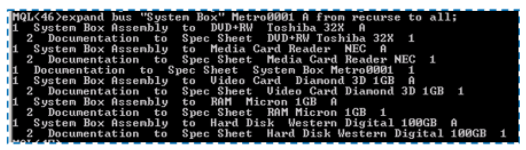 MQL<46>expand bus "System Box" Metro0001 A from recurse to all;
1  System Box Assembly  to  DVD+RW  Toshiba 32X  A
  2  Documentation  to  Spec Sheet  DVD+RW Toshiba 32X  1
1  System Box Assembly  to  Media Card Reader  NEC  A
  2  Documentation  to  Spec Sheet  Media Card Reader NEC  1
1  Documentation  to  Spec Sheet  System Box Metro0001  1
1  System Box Assembly  to  Video Card  Diamond 3D 1GB  A
  2  Documentation  to  Spec Sheet  Video Card Diamond 3D 1GB  1
1  System Box Assembly  to  RAM  Micron 1GB  A
  2  Documentation  to  Spec Sheet  RAM Micron 1GB  1
1  System Box Assembly  to  Hard Disk  Western Digital 100GB  A
  2  Documentation  to  Spec Sheet  Hard Disk Western Digital 100GB  1